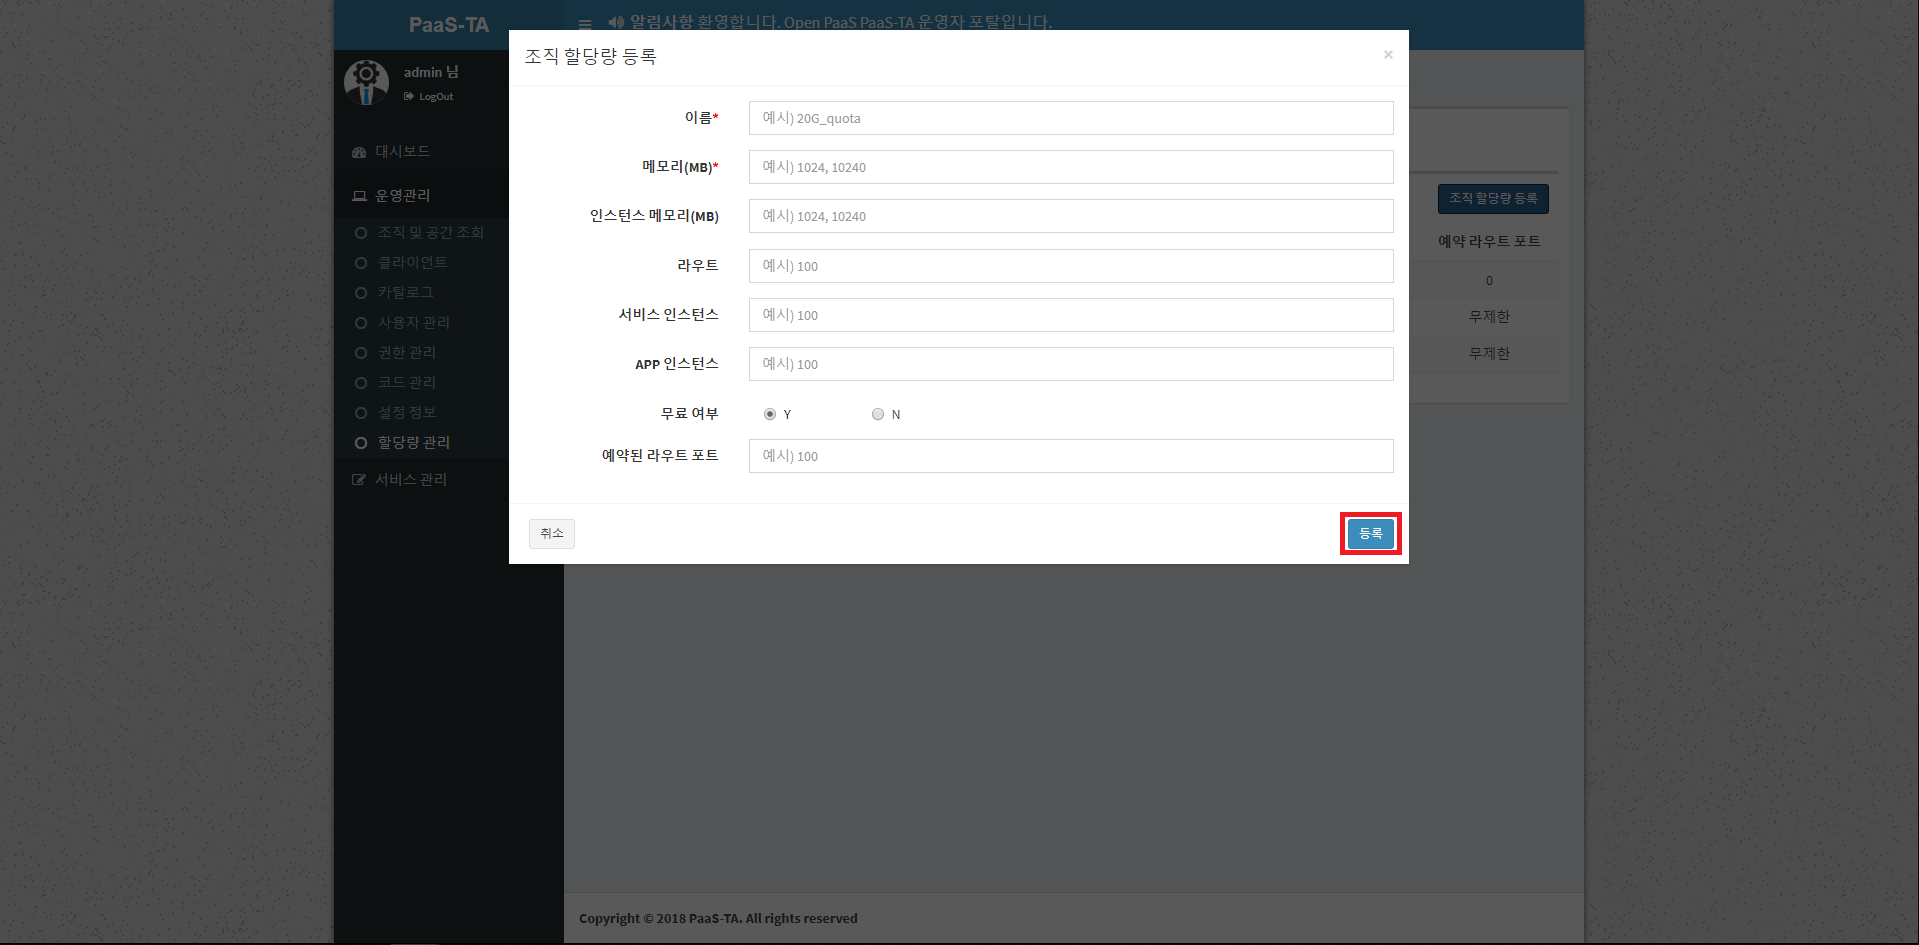 PaaS-TA
알림사항 환영합니다. Open PaaS PaaS-TA 운영자 포탈입니다.
admin 님
LogOut
대시보드
운영관리
조직 및 공간 조회
클라이언트
카탈로그
사용자 관리
권한 관리
코드 관리
설정 정보
할당량 관리
서비스 관리
조직 할당량 등록
×
이름*
예시) 20G_quota
메모리(MB)*
예시) 1024, 10240
인스턴스 메모리(MB)
예시) 1024, 10240
라우트
예시) 100
서비스 인스턴스
예시) 100
APP 인스턴스
예시) 100
무료 여부
Y
N
예약된 라우트 포트
예시) 100
취소
등록
조직 할당량 등록
예약 라우트 포트
0
무제한
무제한
Copyright © 2018 PaaS-TA. All rights reserved